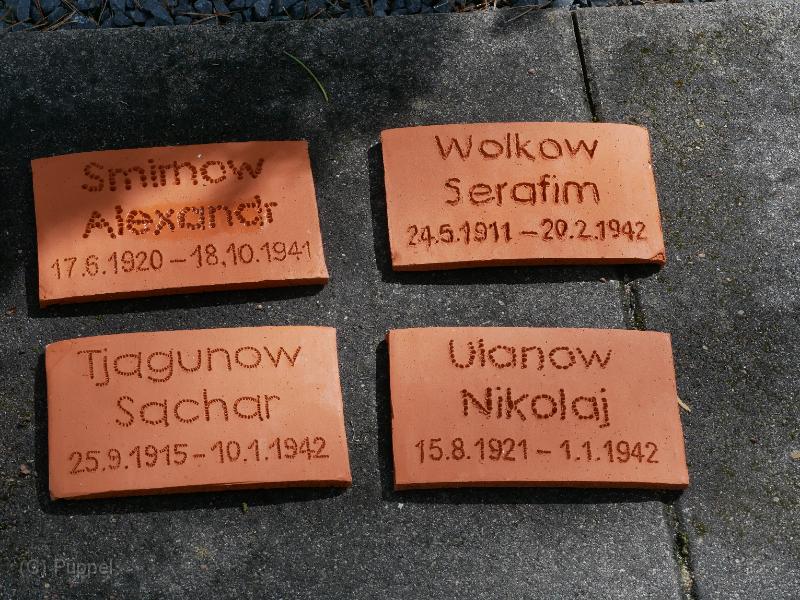 Smirnow
Alexandr
17.6.1920 – 18.10.1941
Wolkow
Serafim
24.5.1911 – 20.2.1942
Tjagunow
Sachar
25.9.1915 – 10.1.1942
Ulanow
Nikolaj
15.8.1921 – 1.1.1942
(C) Püppel